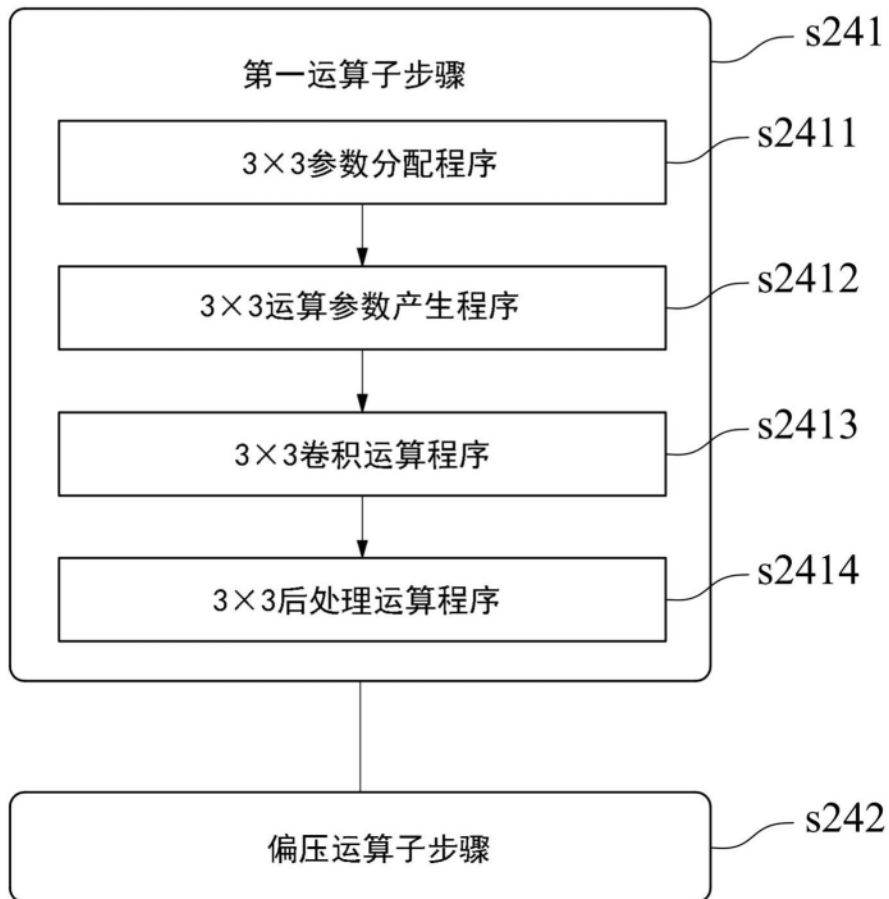 s241
第一运算子步骤
s2411
3×3参数分配程序
s2412
3×3运算参数产生程序
s2413
3×3卷积运算程序
s2414
3×3后处理运算程序
s242
偏压运算子步骤